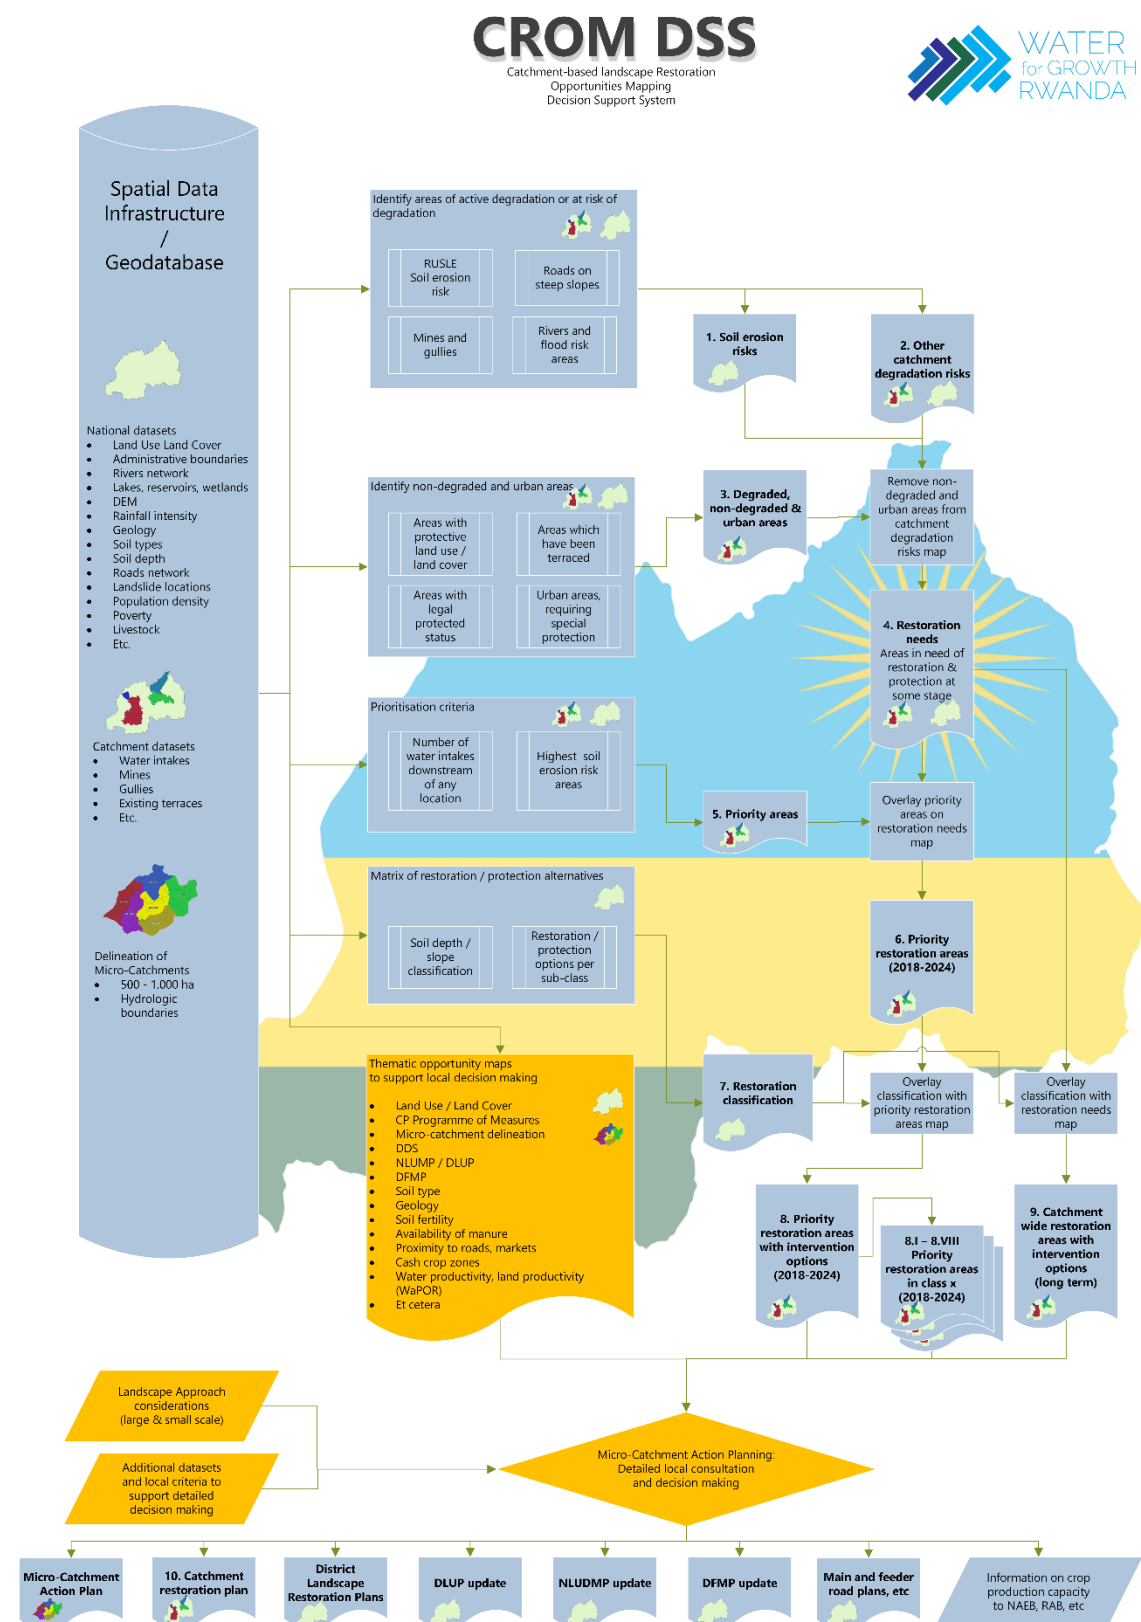 CROM DSS
Catchment-based landscape Restoration
Opportunities Mapping
Decision Support System
WATER
for GROWTH
RWANDA
Spatial Data
Infrastructure
/
Geodatabase
National datasets
• Land Use Land Cover
• Administrative boundaries
• Rivers network
• Lakes, reservoirs, wetlands
• DEM
• Rainfall intensity
• Geology
• Soil types
• Soil depth
• Roads network
• Landslide locations
• Population density
• Poverty
• Livestock
• Etc.
Catchment datasets
• Water intakes
• Mines
• Gullies
• Existing terraces
• Etc.
Delineation of
Micro-Catchments
• 500 - 1.000 ha
• Hydrologic
boundaries
Identify areas of active degradation or at risk of
degradation
RUSLE
Soil erosion
risk
Roads on
steep slopes
Mines and
gullies
Rivers and
flood risk
areas
1. Soil erosion
risks
2. Other
catchment
degradation risks
Identify non-degraded and urban areas
Areas with
protective
land use /
land cover
Areas which
have been
terraced
Areas with
legal
protected
status
Urban areas,
requiring
special
protection
3. Degraded,
non-degraded &
urban areas
Remove non-
degraded and
urban areas from
catchment
degradation
risks map
4. Restoration
needs
Areas in need of
restoration &
protection at
some stage
Prioritisation criteria
Number of
water intakes
downstream
of any
location
Highest soil
erosion risk
areas
5. Priority areas
Overlay priority
areas on
restoration needs
map
Matrix of restoration / protection alternatives
Soil depth /
slope
classification
Restoration /
protection
options per
sub-class
6. Priority
restoration areas
(2018-2024)
Thematic opportunity maps
to support local decision making
• Land Use / Land Cover
• CP Programme of Measures
• Micro-catchment delineation
• DDS
• NLUMP / DLUP
• DFMP
• Soil type
• Geology
• Soil fertility
• Availability of manure
• Proximity to roads, markets
• Cash crop zones
• Water productivity, land productivity
(WaPOR)
• Et cetera
7. Restoration
classification
Overlay
classification with
priority restoration
areas map
Overlay
classification with
restoration needs
map
8. Priority
restoration areas
with intervention
options
(2018-2024)
8.I – 8.VIII
Priority
restoration areas
in class x
(2018-2024)
9. Catchment
wide restoration
areas with
intervention
options
(long term)
Landscape Approach
considerations
(large & small scale)
Additional datasets
and local criteria to
support detailed
decision making
Micro-Catchment Action Planning:
Detailed local consultation
and decision making
Micro-Catchment
Action Plan
10. Catchment
restoration plan
District
Landscape
Restoration Plans
DLUP update
NLUDMP update
DFMP update
Main and feeder
road plans, etc
Information on crop
production capacity
to NAEB, RAB, etc